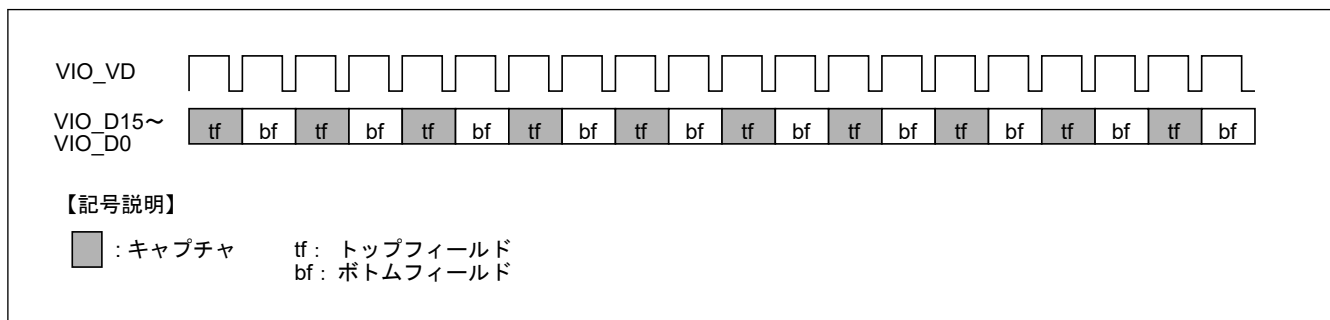 VIO_VD
VIO_D15～
VIO_D0
tf bf tf bf tf bf tf bf tf bf tf bf tf bf tf bf tf bf tf bf
【記号説明】
: キャプチャ tf : トップフィールド
bf : ボトムフィールド